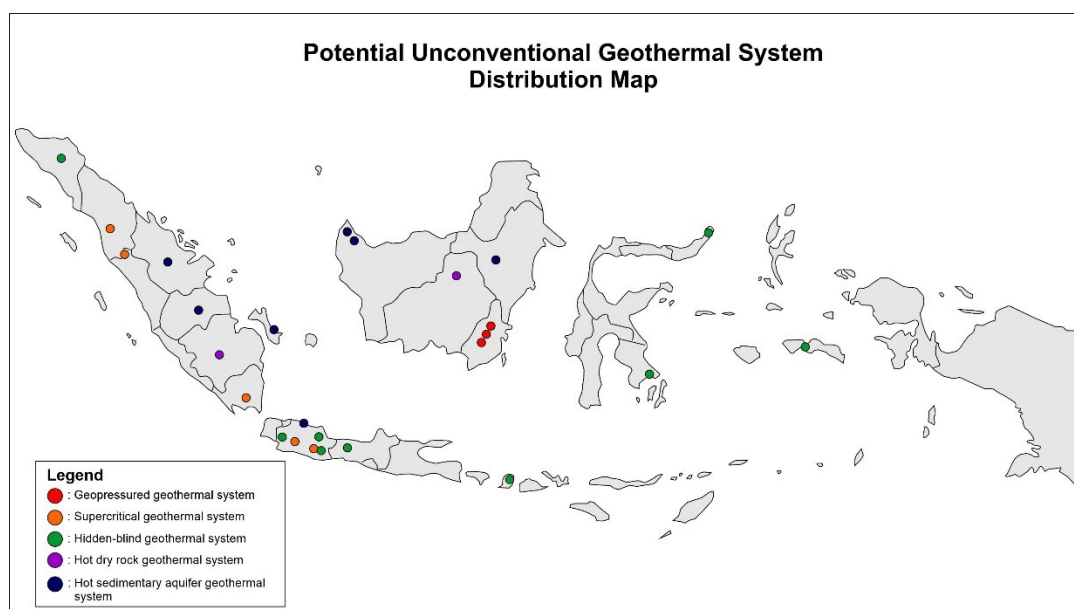 Potential Unconventional Geothermal System
Distribution Map
Legend
: Geopressured geothermal system
: Supercritical geothermal system
: Hidden-blind geothermal system
: Hot dry rock geothermal system
: Hot sedimentary aquifer geothermal
system